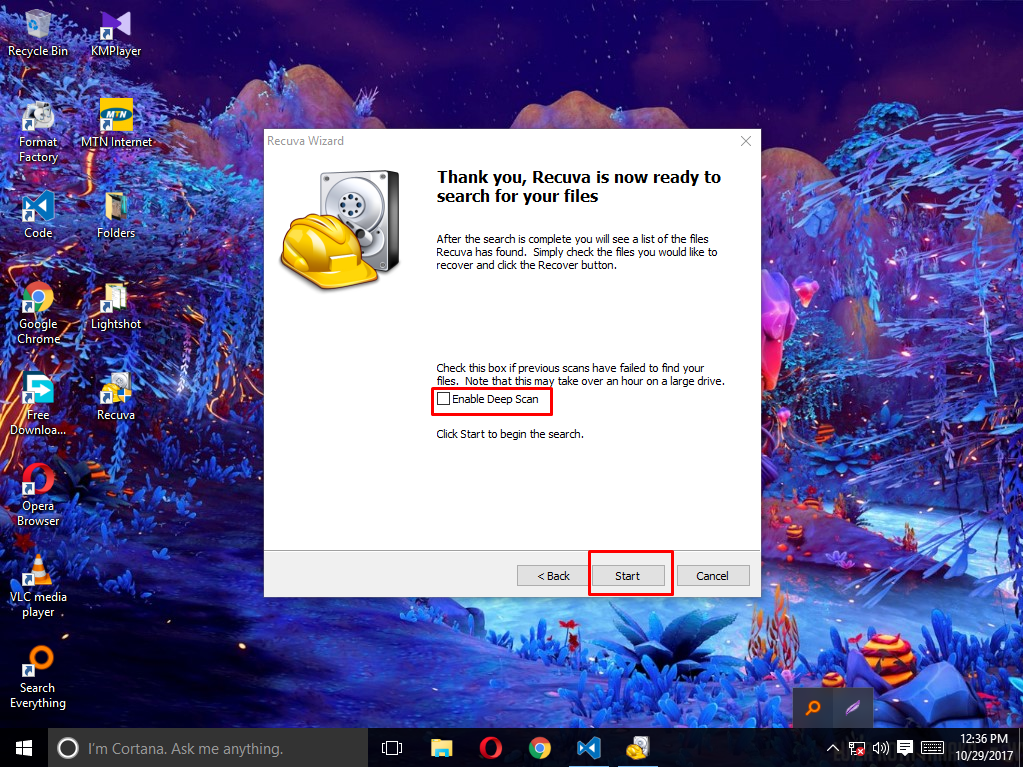 Recycle Bin
KMPlayer
Format
Factory
MTN
MTN Internet
Code
Folders
Google
Chrome
Lightshot
Free
Downloa...
Recuva
Opera
Browser
VLC media
player
Search
Everything
Recuva Wizard
Thank you, Recuva is now ready to
search for your files
After the search is complete you will see a list of the files
Recuva has found.  Simply check the files you would like to
recover and click the Recover button.
Check this box if previous scans have failed to find your
files.  Note that this may take over an hour on a large drive.
Enable Deep Scan
Click Start to begin the search.
< Back
Start
Cancel
I'm Cortana. Ask me anything.
12:36 PM
10/29/2017